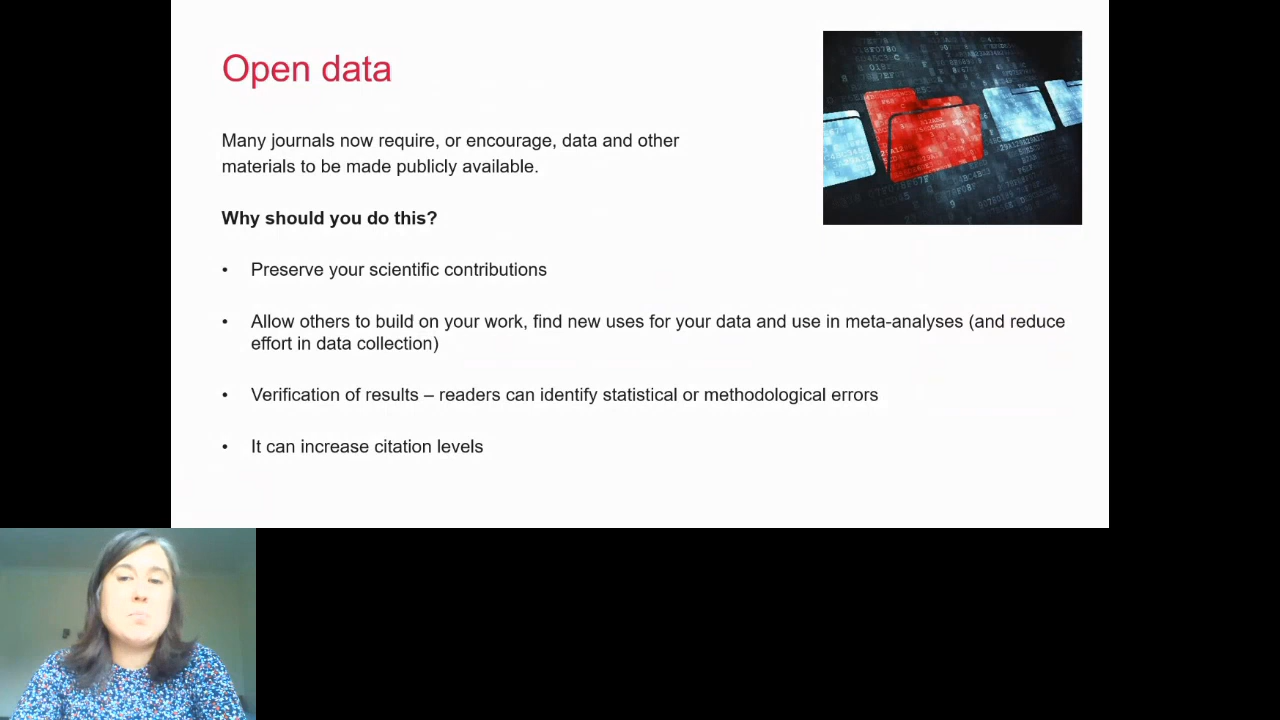 Open data
Many journals now require, or encourage, data and other
materials to be made publicly available.
Why should you do this?
• Preserve your scientific contributions
• Allow others to build on your work, find new uses for your data and use in meta-analyses (and reduce
effort in data collection)
• Verification of results – readers can identify statistical or methodological errors
• It can increase citation levels